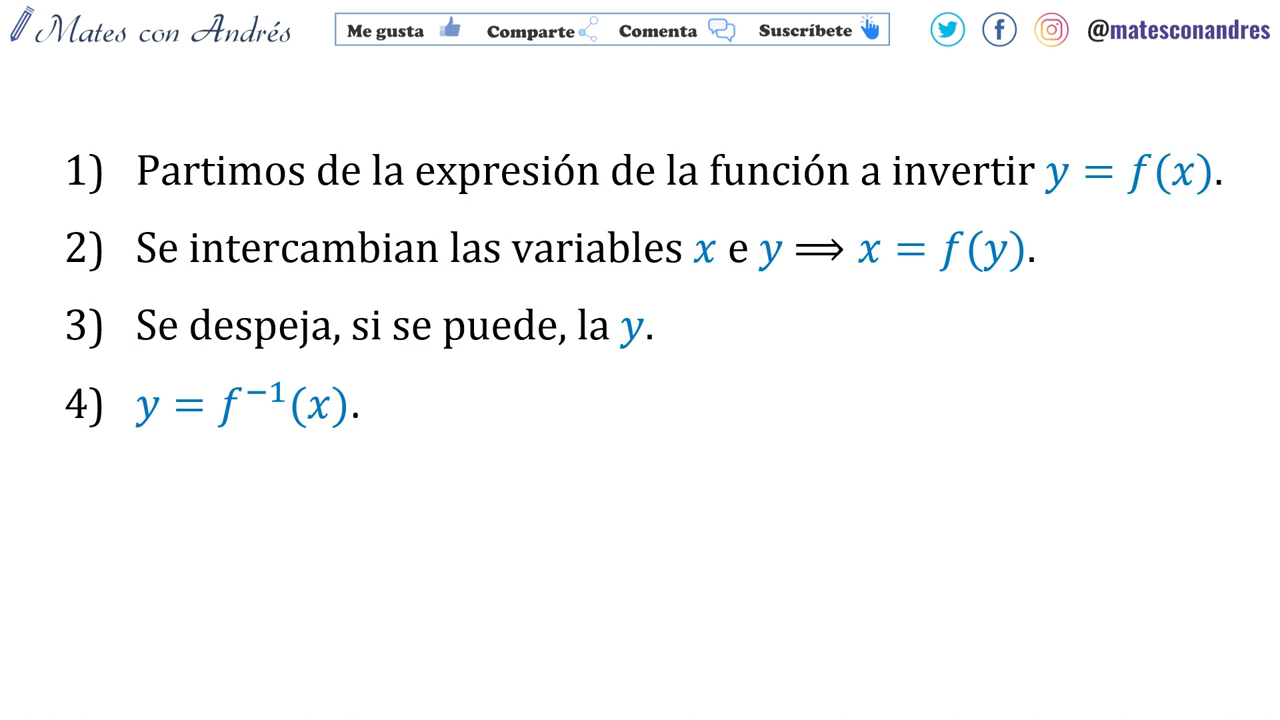 Mates con Andrés
Me gusta Comparte Comenta Suscríbete
@matesconandres
1) Partimos de la expresión de la función a invertir y = f(x).
2) Se intercambian las variables x e y ⟹ x = f(y).
3) Se despeja, si se puede, la y.
4) y = f⁻¹(x).